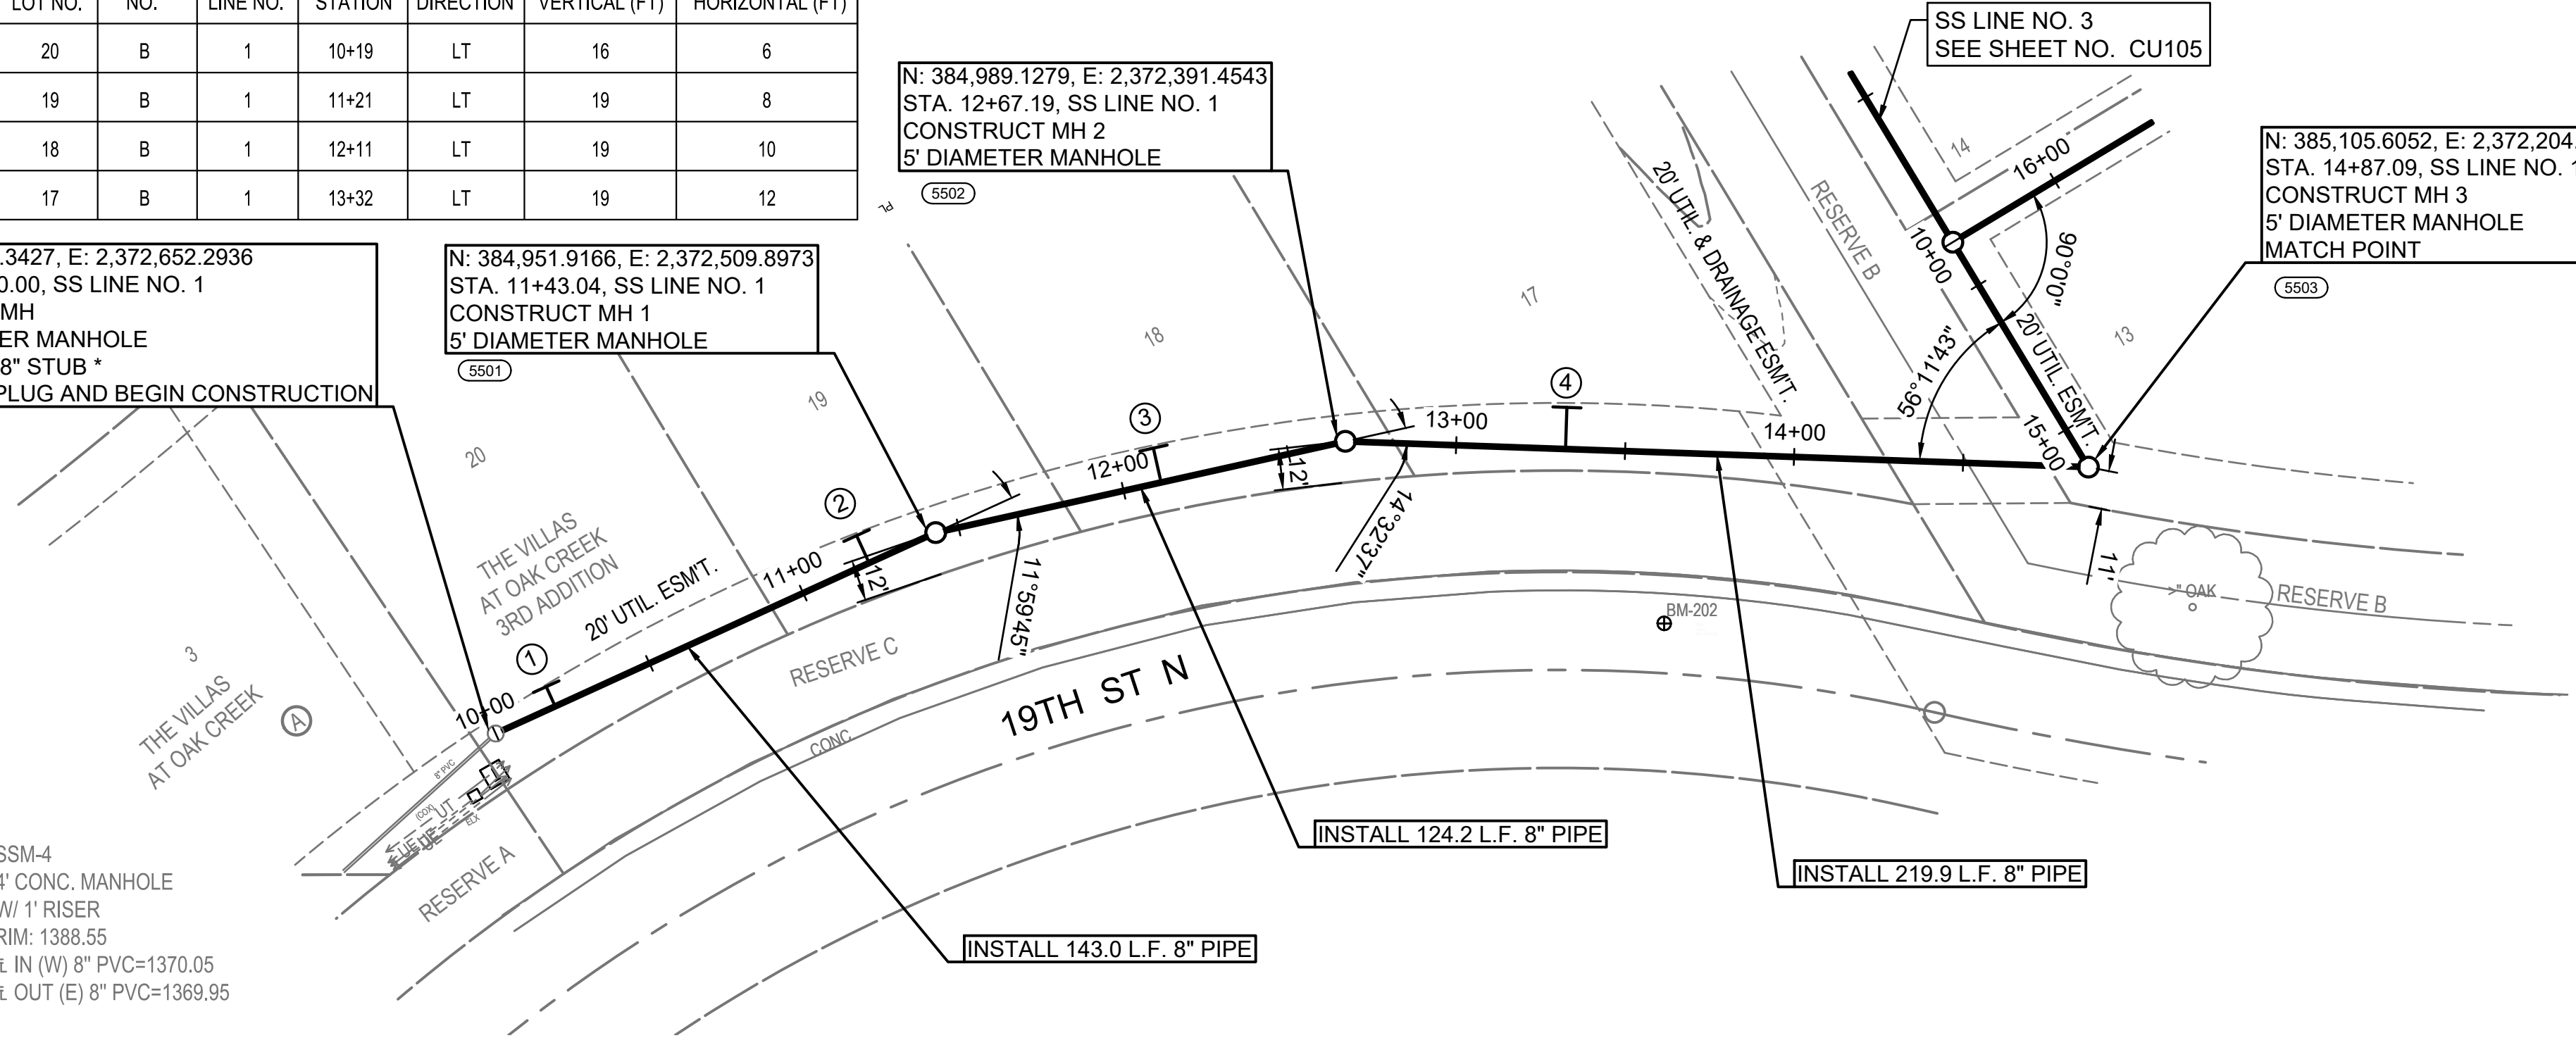 LOT NO. NO. LINE NO. STATION DIRECTION VERTICAL (FT) HORIZONTAL (FT)
20 B 1 10+19 LT 16 6
19 B 1 11+21 LT 19 8
18 B 1 12+11 LT 19 10
17 B 1 13+32 LT 19 12
SS LINE NO. 3
SEE SHEET NO. CU105
N: 384,989.1279, E: 2,372,391.4543
STA. 12+67.19, SS LINE NO. 1
CONSTRUCT MH 2
5' DIAMETER MANHOLE
5502
N: 385,105.6052, E: 2,372,204.
STA. 14+87.09, SS LINE NO. 1
CONSTRUCT MH 3
5' DIAMETER MANHOLE
MATCH POINT
5503
.3427, E: 2,372,652.2936
0.00, SS LINE NO. 1
MH
ER MANHOLE
8" STUB *
PLUG AND BEGIN CONSTRUCTION
N: 384,951.9166, E: 2,372,509.8973
STA. 11+43.04, SS LINE NO. 1
CONSTRUCT MH 1
5' DIAMETER MANHOLE
5501
PL
14
16+00
10+00
90°0'0"
20' UTIL. & DRAINAGE ESM'T.
RESERVE B
20' UTIL. ESM'T.
13
56°11'43"
15+00
17
18
19
20
3
4
13+00
14+00
3
12+00
12'
14°32'37"
2
11+00
12'
11°59'45"
THE VILLAS
AT OAK CREEK
3RD ADDITION
20' UTIL. ESM'T.
1
10+00
THE VILLAS
AT OAK CREEK
A
RESERVE C
19TH ST N
CONC
BM-202
11'
" OAK
RESERVE B
8" PVC
(COX)
UT
UE
UE
ELX
RESERVE A
INSTALL 124.2 L.F. 8" PIPE
INSTALL 219.9 L.F. 8" PIPE
INSTALL 143.0 L.F. 8" PIPE
SSM-4
4' CONC. MANHOLE
W/ 1' RISER
RIM: 1388.55
IN (W) 8" PVC=1370.05
OUT (E) 8" PVC=1369.95